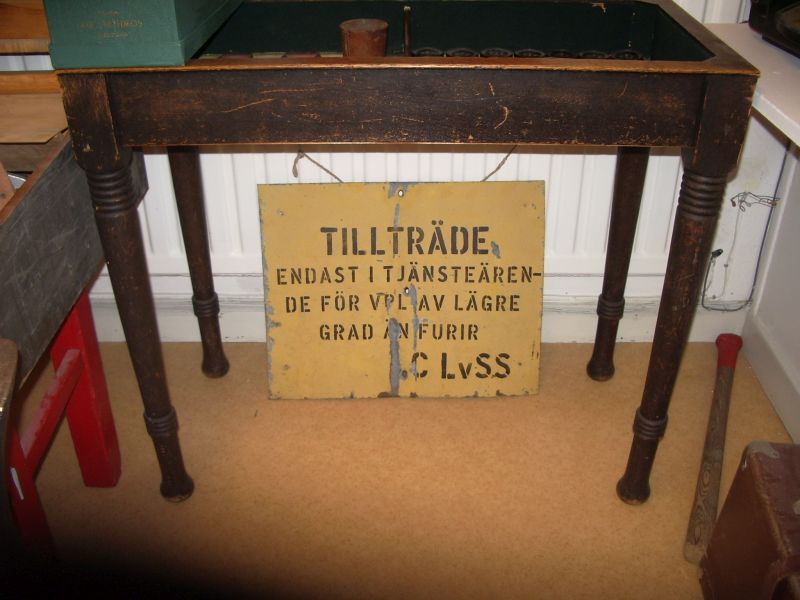 TILLTRÄDE
ENDAST I TJÄNSTEÄREN-
DE FÖR VPL AV LÄGRE
GRAD ÄN FURIR
C LvSS